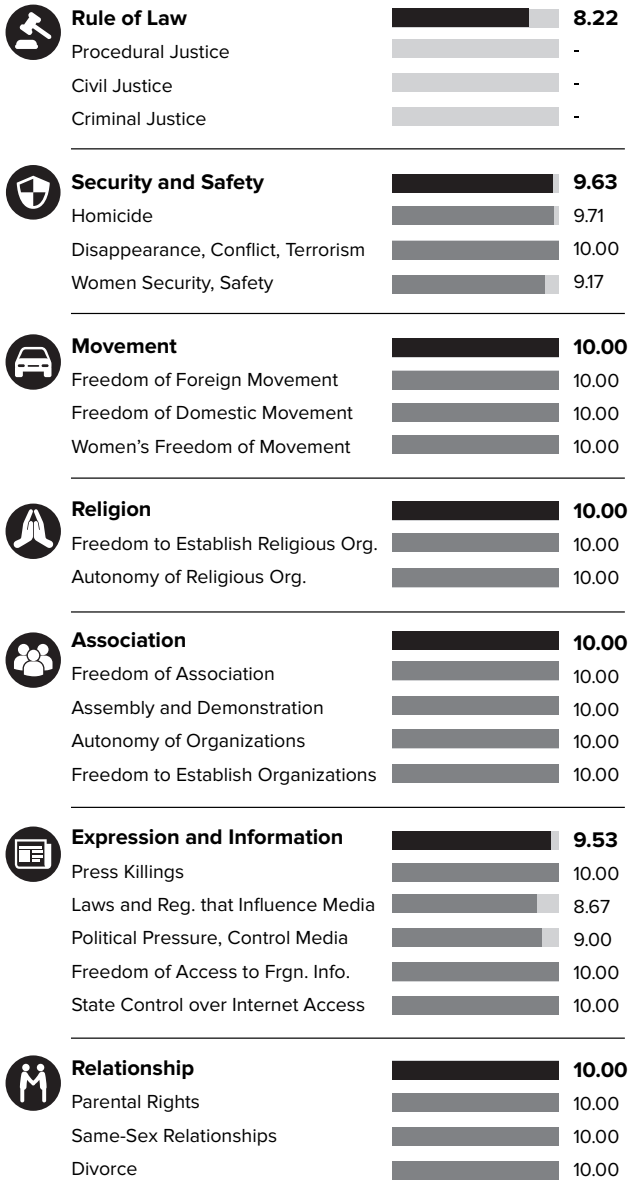 Rule of Law 8.22
Procedural Justice -
Civil Justice -
Criminal Justice -
Security and Safety 9.63
Homicide 9.71
Disappearance, Conflict, Terrorism 10.00
Women Security, Safety 9.17
Movement 10.00
Freedom of Foreign Movement 10.00
Freedom of Domestic Movement 10.00
Women’s Freedom of Movement 10.00
Religion 10.00
Freedom to Establish Religious Org. 10.00
Autonomy of Religious Org. 10.00
Association 10.00
Freedom of Association 10.00
Assembly and Demonstration 10.00
Autonomy of Organizations 10.00
Freedom to Establish Organizations 10.00
Expression and Information 9.53
Press Killings 10.00
Laws and Reg. that Influence Media 8.67
Political Pressure, Control Media 9.00
Freedom of Access to Frgn. Info. 10.00
State Control over Internet Access 10.00
Relationship 10.00
Parental Rights 10.00
Same-Sex Relationships 10.00
Divorce 10.00